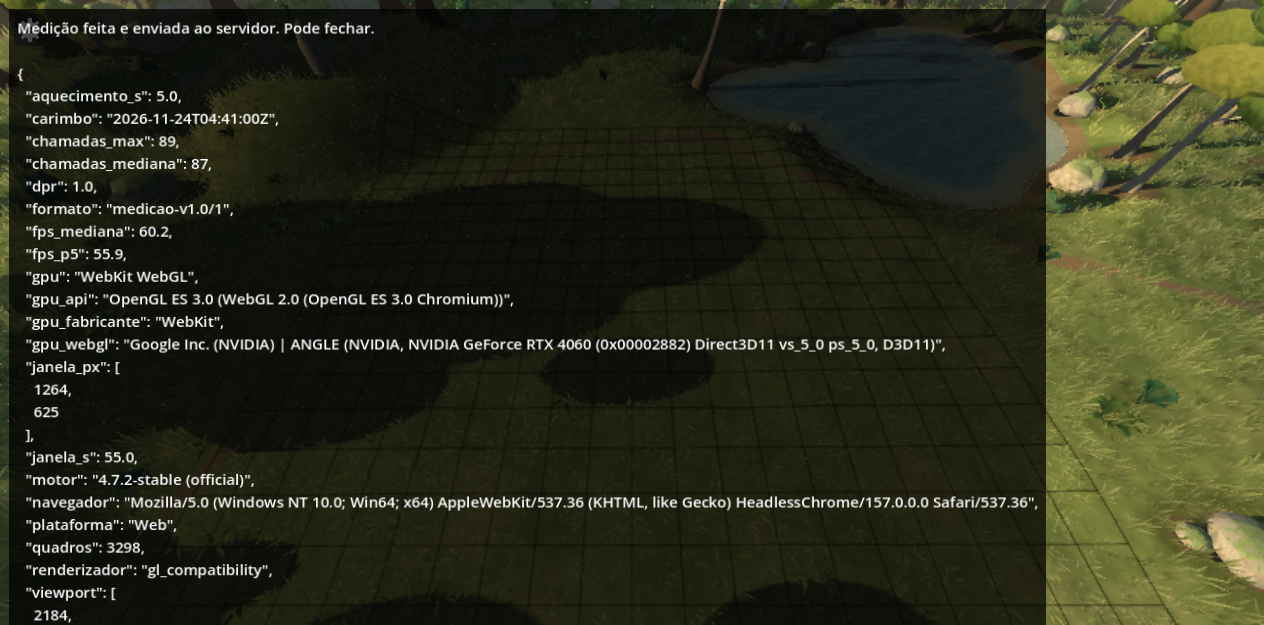 Medição feita e enviada ao servidor. Pode fechar.
{
"aquecimento_s": 5.0,
"carimbo": "2026-11-24T04:41:00Z",
"chamadas_max": 89,
"chamadas_mediana": 87,
"dpr": 1.0,
"formato": "medicao-v1.0/1",
"fps_mediana": 60.2,
"fps_p5": 55.9,
"gpu": "WebKit WebGL",
"gpu_api": "OpenGL ES 3.0 (WebGL 2.0 (OpenGL ES 3.0 Chromium))",
"gpu_fabricante": "WebKit",
"gpu_webgl": "Google Inc. (NVIDIA) | ANGLE (NVIDIA, NVIDIA GeForce RTX 4060 (0x00002882) Direct3D11 vs_5_0 ps_5_0, D3D11)",
"janela_px": [
1264,
625
],
"janela_s": 55.0,
"motor": "4.7.2-stable (official)",
"navegador": "Mozilla/5.0 (Windows NT 10.0; Win64; x64) AppleWebKit/537.36 (KHTML, like Gecko) HeadlessChrome/157.0.0.0 Safari/537.36",
"plataforma": "Web",
"quadros": 3298,
"renderizador": "gl_compatibility",
"viewport": [
2184,